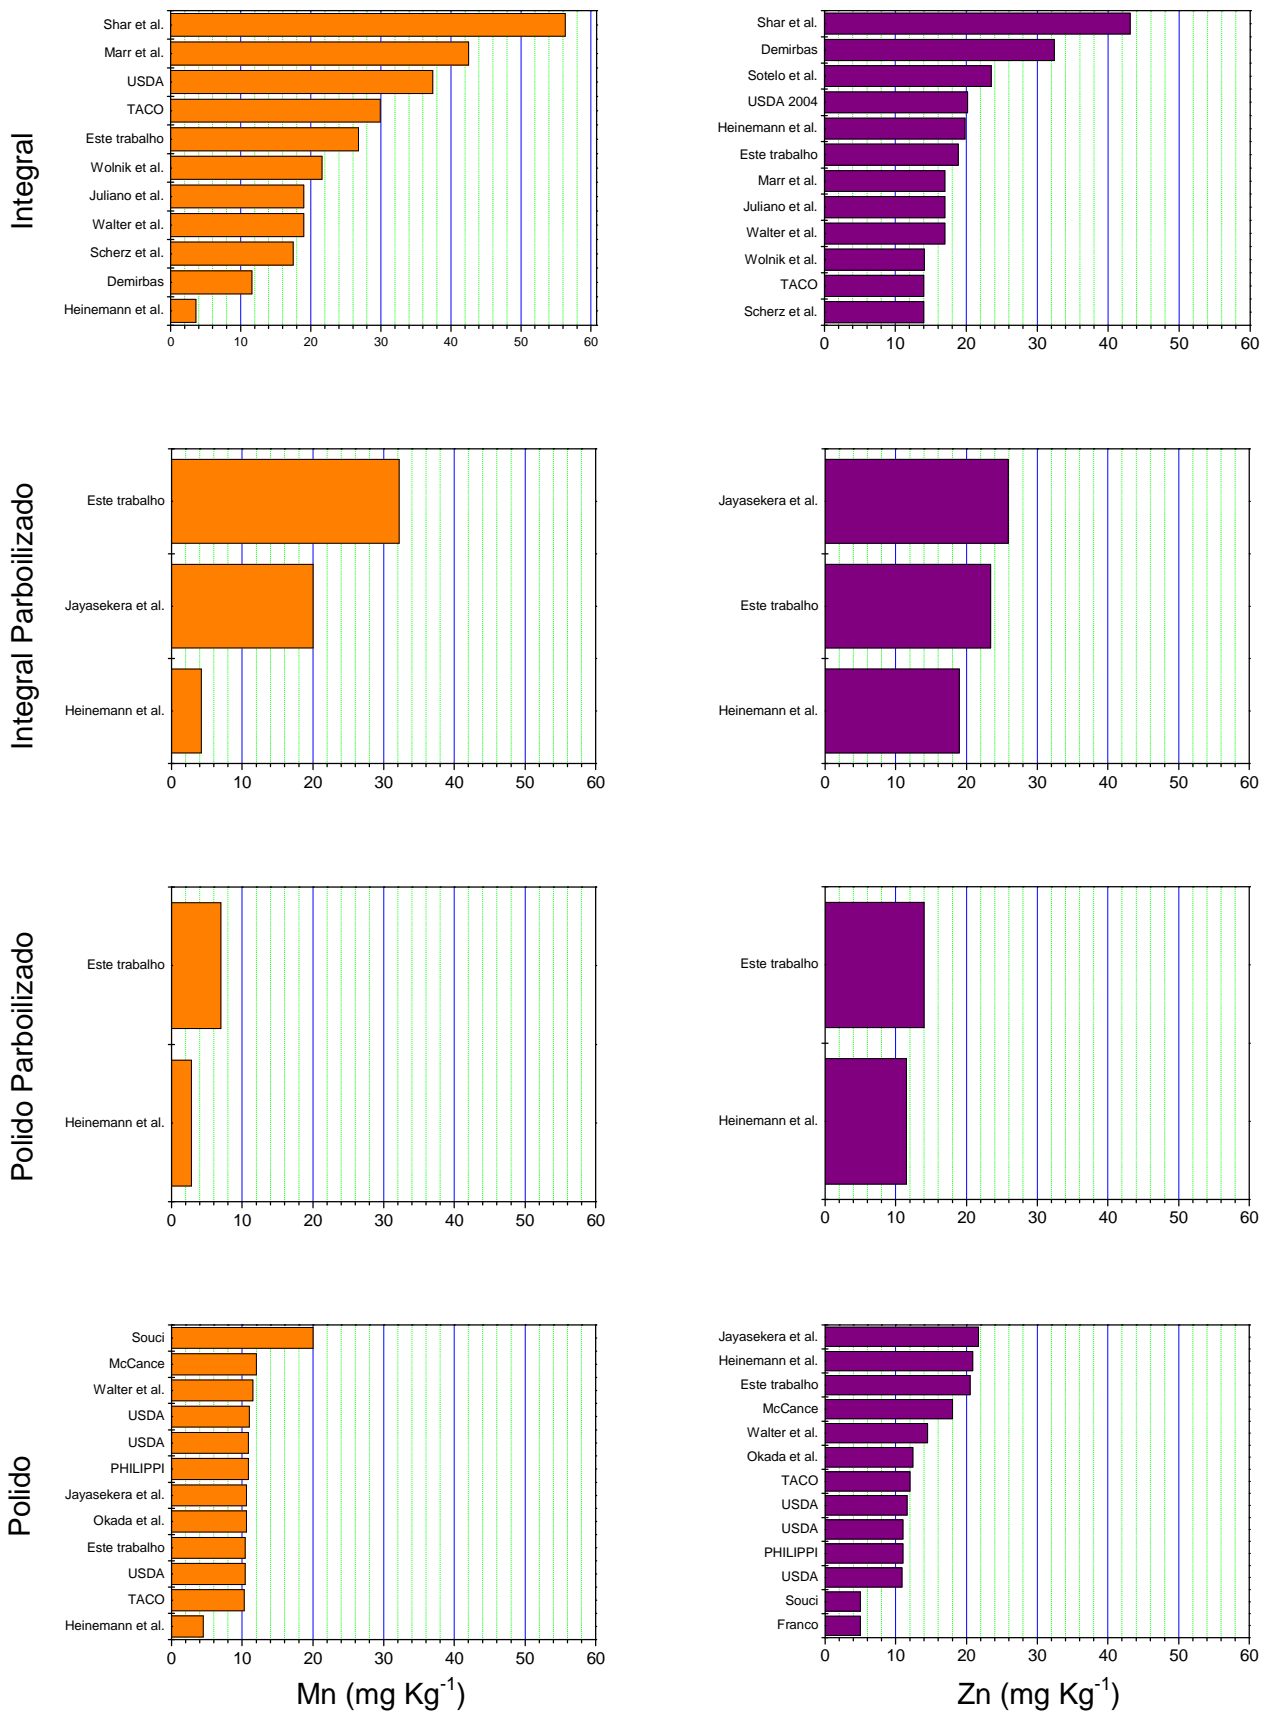 Integral
Shar et al.
Marr et al.
USDA
TACO
Este trabalho
Wolnik et al.
Juliano et al.
Walter et al.
Scherz et al.
Demirbas
Heinemann et al.
0 10 20 30 40 50 60
Shar et al.
Demirbas
Sotelo et al.
USDA 2004
Heinemann et al.
Este trabalho
Marr et al.
Juliano et al.
Walter et al.
Wolnik et al.
TACO
Scherz et al.
0 10 20 30 40 50 60
Integral Parboilizado
Este trabalho
Jayasekera et al.
Heinemann et al.
0 10 20 30 40 50 60
Jayasekera et al.
Este trabalho
Heinemann et al.
0 10 20 30 40 50 60
Polido Parboilizado
Este trabalho
Heinemann et al.
0 10 20 30 40 50 60
Este trabalho
Heinemann et al.
0 10 20 30 40 50 60
Polido
Souci
McCance
Walter et al.
USDA
USDA
PHILIPPI
Jayasekera et al.
Okada et al.
Este trabalho
USDA
TACO
Heinemann et al.
0 10 20 30 40 50 60
Mn (mg Kg⁻¹)
Jayasekera et al.
Heinemann et al.
Este trabalho
McCance
Walter et al.
Okada et al.
TACO
USDA
USDA
PHILIPPI
USDA
Souci
Franco
0 10 20 30 40 50 60
Zn (mg Kg⁻¹)